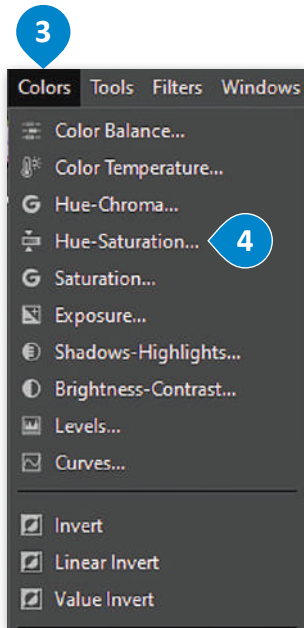 3
Colors Tools Filters Windows
Color Balance...
Color Temperature...
Hue-Chroma...
Hue-Saturation... 4
Saturation...
Exposure...
Shadows-Highlights...
Brightness-Contrast...
Levels...
Curves...
Invert
Linear Invert
Value Invert